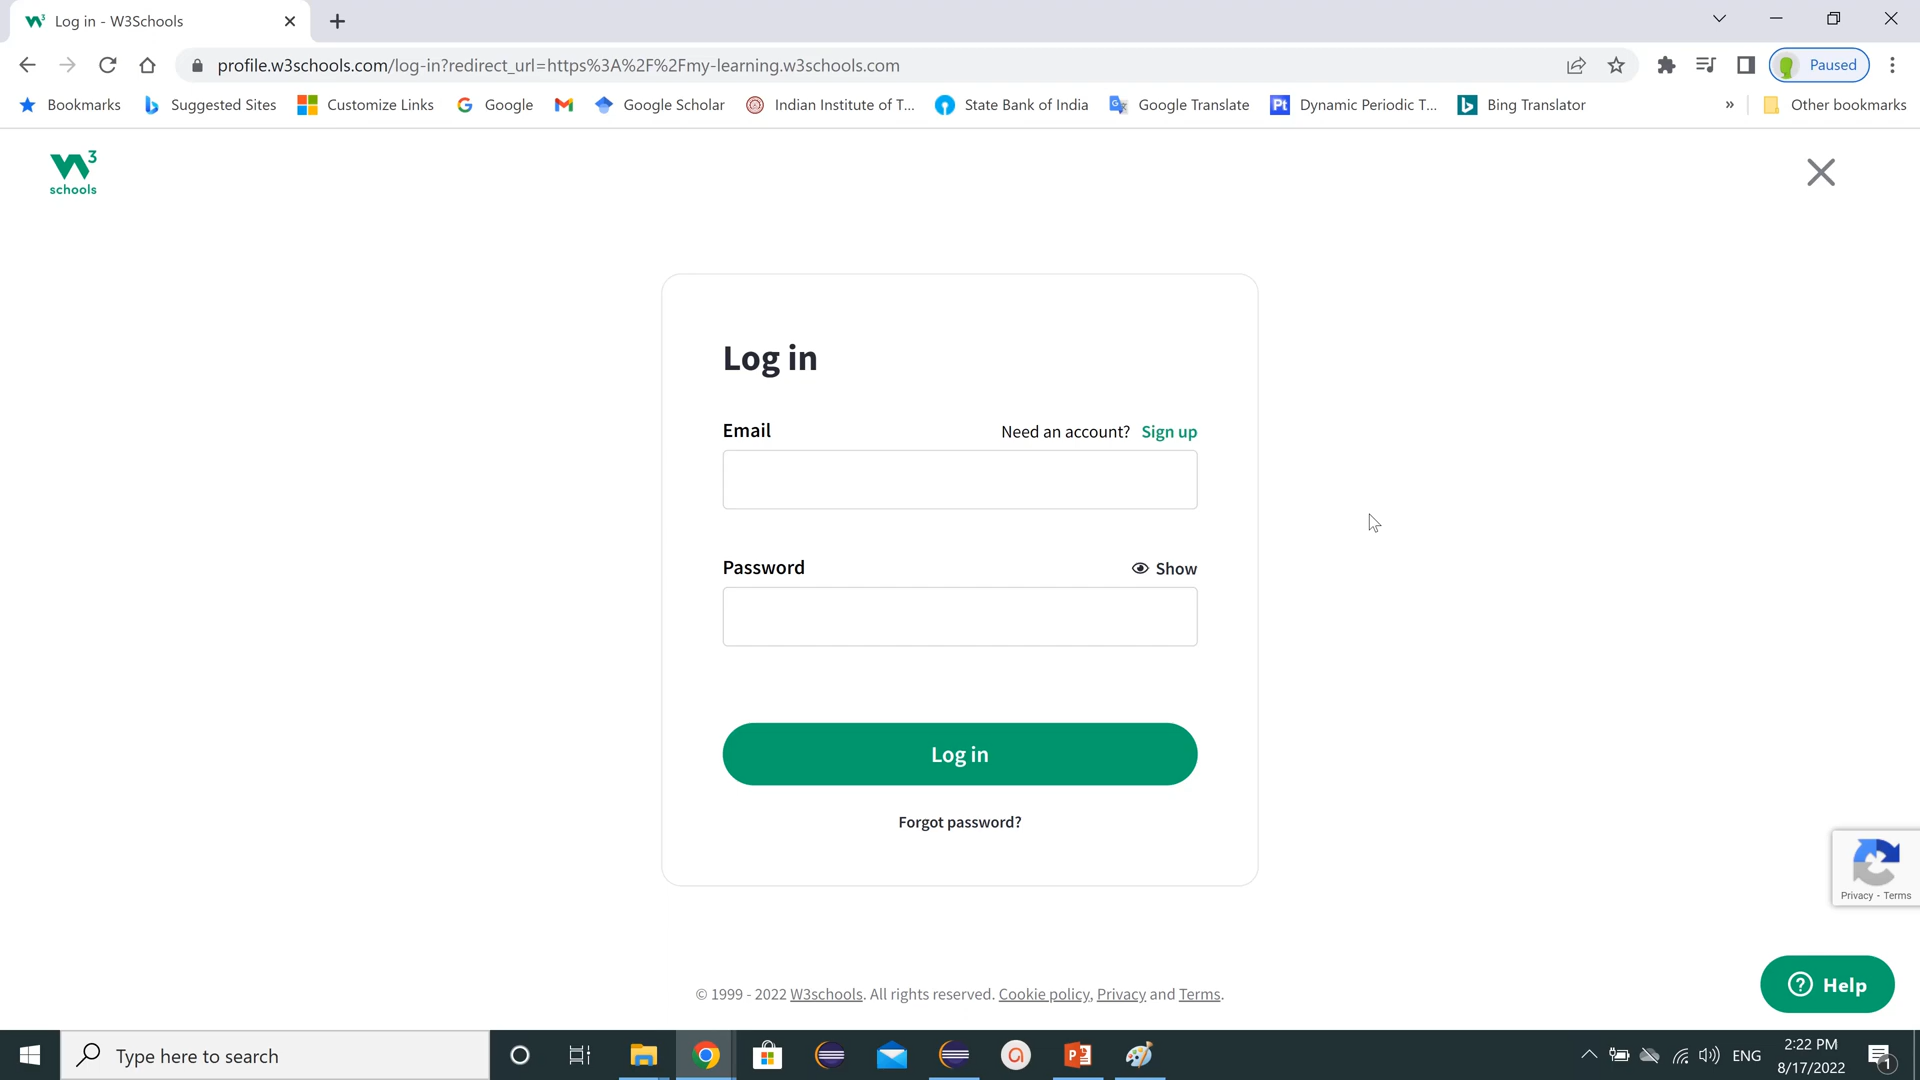 Log in - W3Schools
profile.w3schools.com/log-in?redirect_url=https%3A%2F%2Fmy-learning.w3schools.com
Paused
Bookmarks Suggested Sites Customize Links Google Google Scholar Indian Institute of T... State Bank of India Google Translate Pt Dynamic Periodic T... Bing Translator » Other bookmarks
W3
schools
Log in
Email Need an account? Sign up
Password Show
Log in
Forgot password?
Privacy - Terms
Help
© 1999 - 2022 W3schools. All rights reserved. Cookie policy, Privacy and Terms.
Type here to search
ENG
2:22 PM
8/17/2022
1